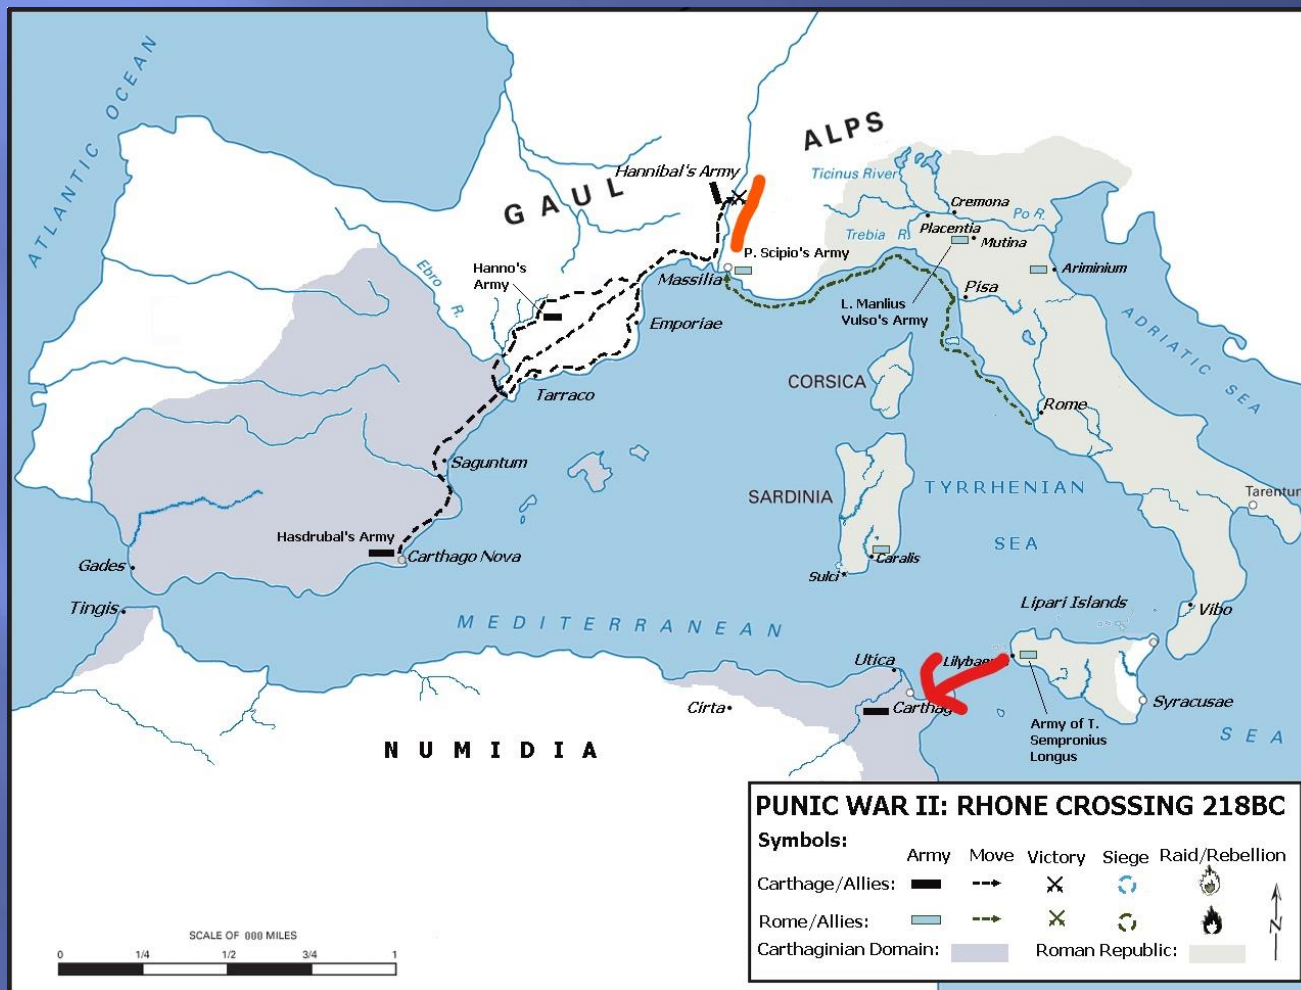 ATLANTIC OCEAN
GAUL
ALPS
Hannibal's Army
Ticinus River
Cremona
Po R.
Placentia
Trebia R.
Mutina
P. Scipio's Army
Massilia
Ariminium
Pisa
L. Manlius
Vulso's Army
ADRIATIC SEA
Ebro R.
Hanno's
Army
Emporiae
Tarraco
CORSICA
Rome
Saguntum
SARDINIA
TYRRHENIAN
SEA
Tarentum
Hasdrubal's Army
Carthago Nova
Gades
Caralis
Sulci
Tingis
Lipari Islands
Vibo
MEDITERRANEAN
SEA
Utica
Cirta
Syracusae
Army of T.
Sempronius
Longus
NUMIDIA
PUNIC WAR II: RHONE CROSSING 218BC
Symbols:
Army Move Victory Siege Raid/Rebellion
Carthage/Allies:
Rome/Allies:
N
Carthaginian Domain: Roman Republic:
SCALE OF 000 MILES
0 1/4 1/2 3/4 1